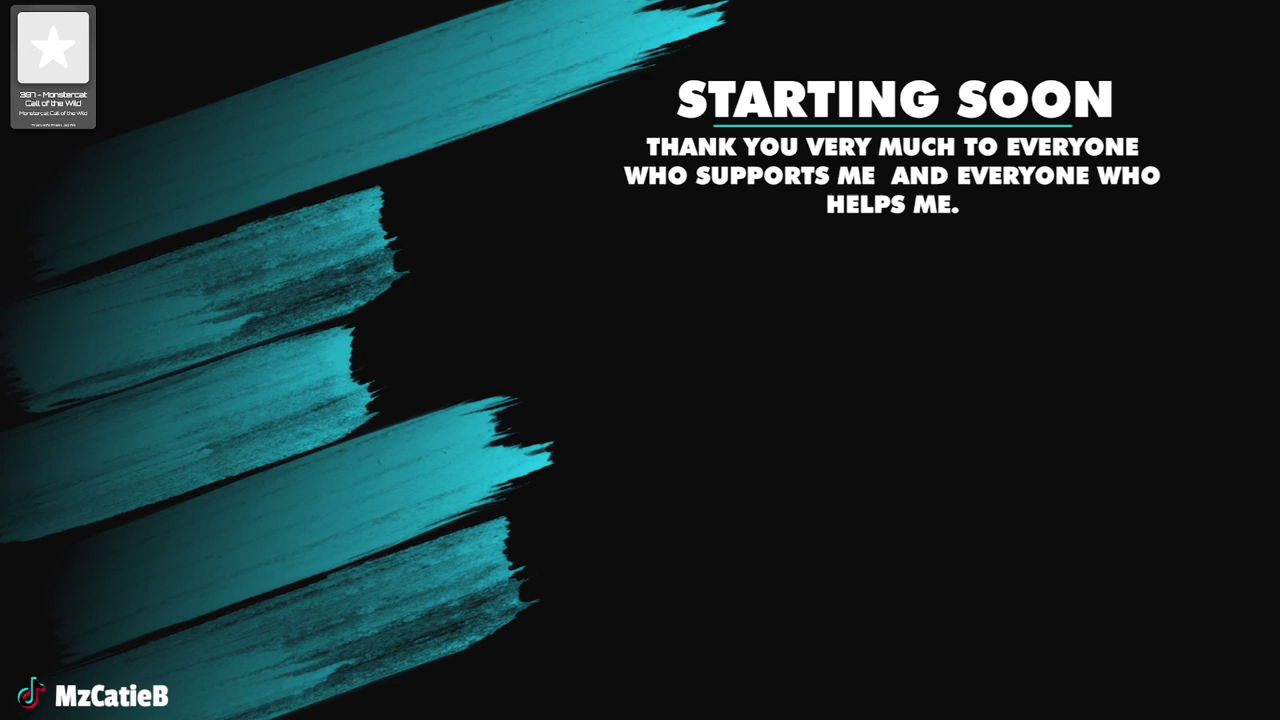 387 - Monstercat
Call of the Wild
Monstercat Call of the Wild
STARTING SOON
THANK YOU VERY MUCH TO EVERYONE
WHO SUPPORTS ME  AND EVERYONE WHO
HELPS ME.
MzCatieB